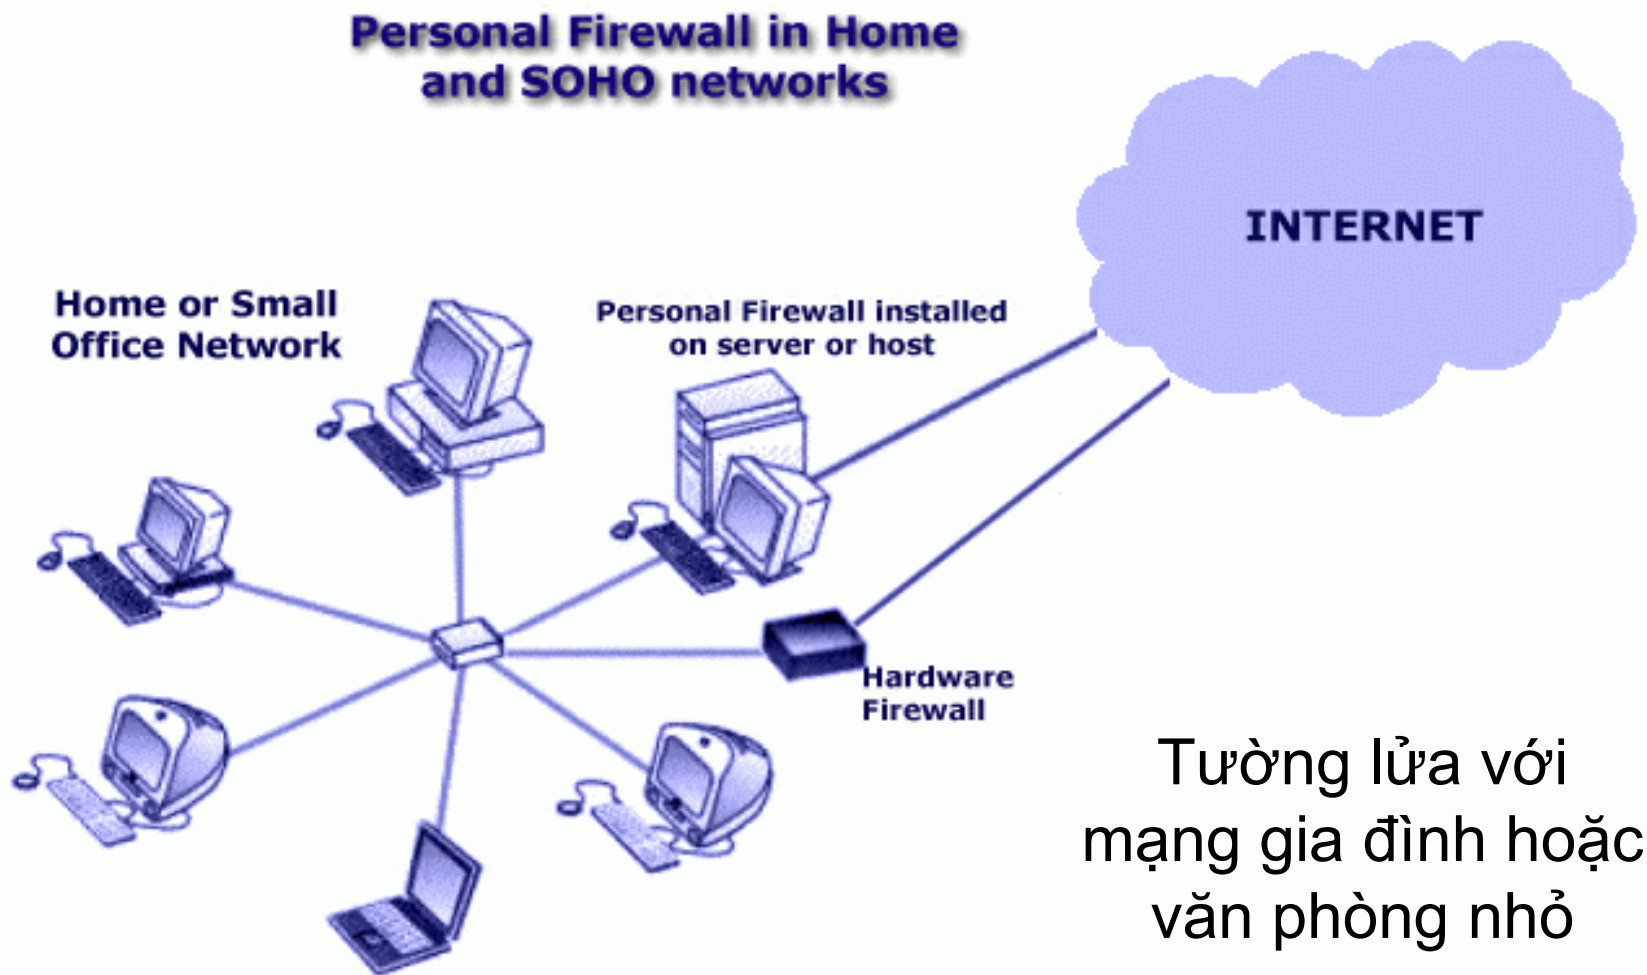 Personal Firewall in Home
and SOHO networks
INTERNET
Home or Small
Office Network
Personal Firewall installed
on server or host
Hardware
Firewall
Tường lửa với
mạng gia đình hoặc
văn phòng nhỏ